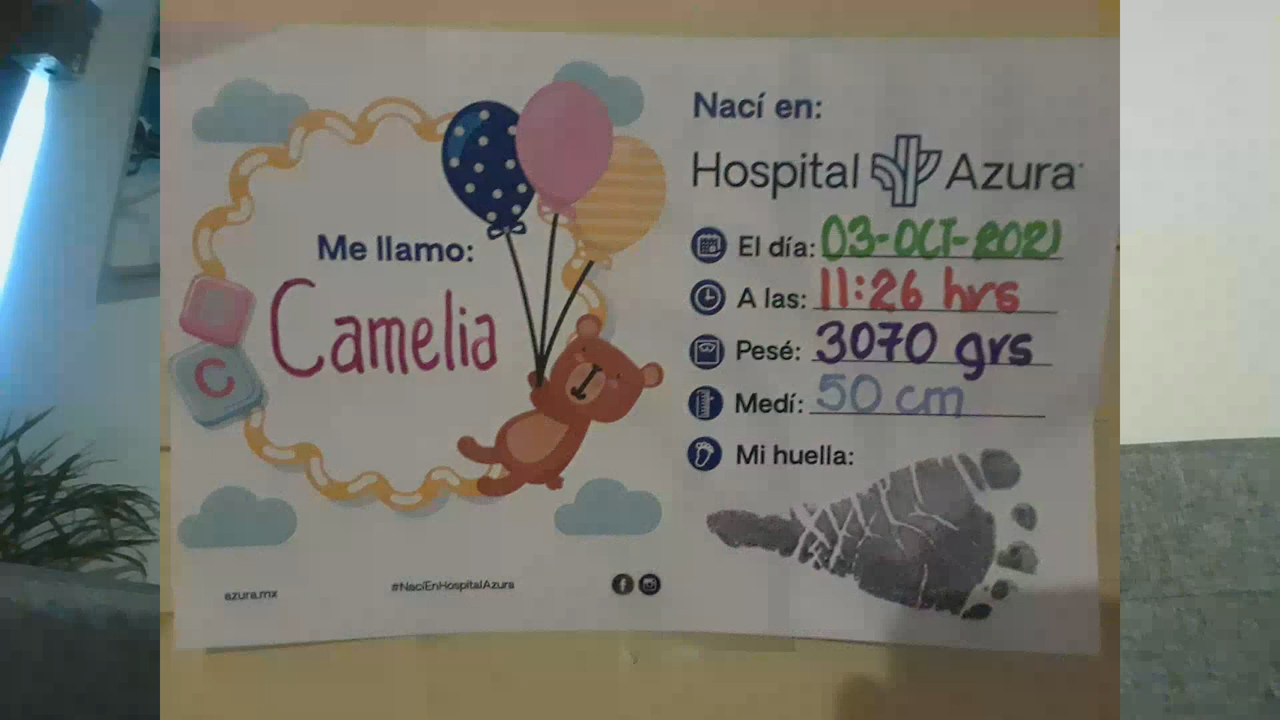 Me llamo:
Camelia
C
azura.mx
#NacíEnHospitalAzura
Nací en:
Hospital Azura
El día: 03-OCT-2021
A las: 11:26 hrs
Pesé: 3070 grs
Medí: 50 cm
Mi huella: